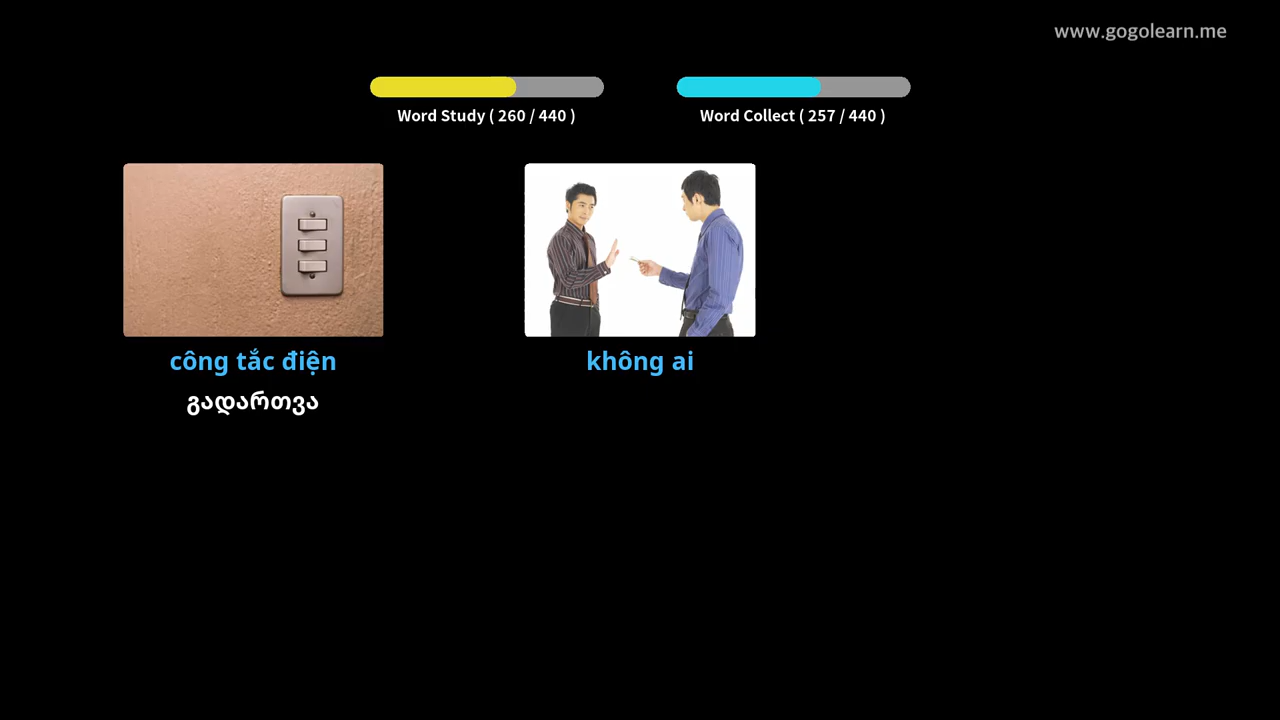 www.gogolearn.me
Word Study ( 260 / 440 )
Word Collect ( 257 / 440 )
công tắc điện
không ai
გადართვა